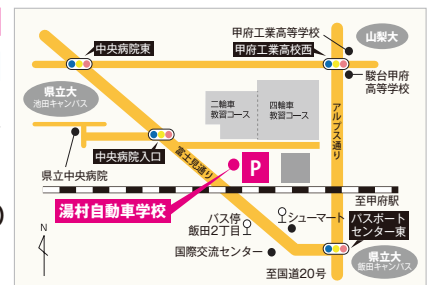 甲府工業高等学校
山梨大
中央病院東
甲府工業高校西
駿台甲府
高等学校
県立大
池田キャンパス
二輪車
教習コース
四輪車
教習コース
アルプス通り
中央病院入口
富士見通り
P
県立中央病院
至甲府駅
湯村自動車学校
バス停
飯田2丁目
シューマート
パスポート
センター東
国際交流センター
県立大
飯田キャンパス
至国道20号
N